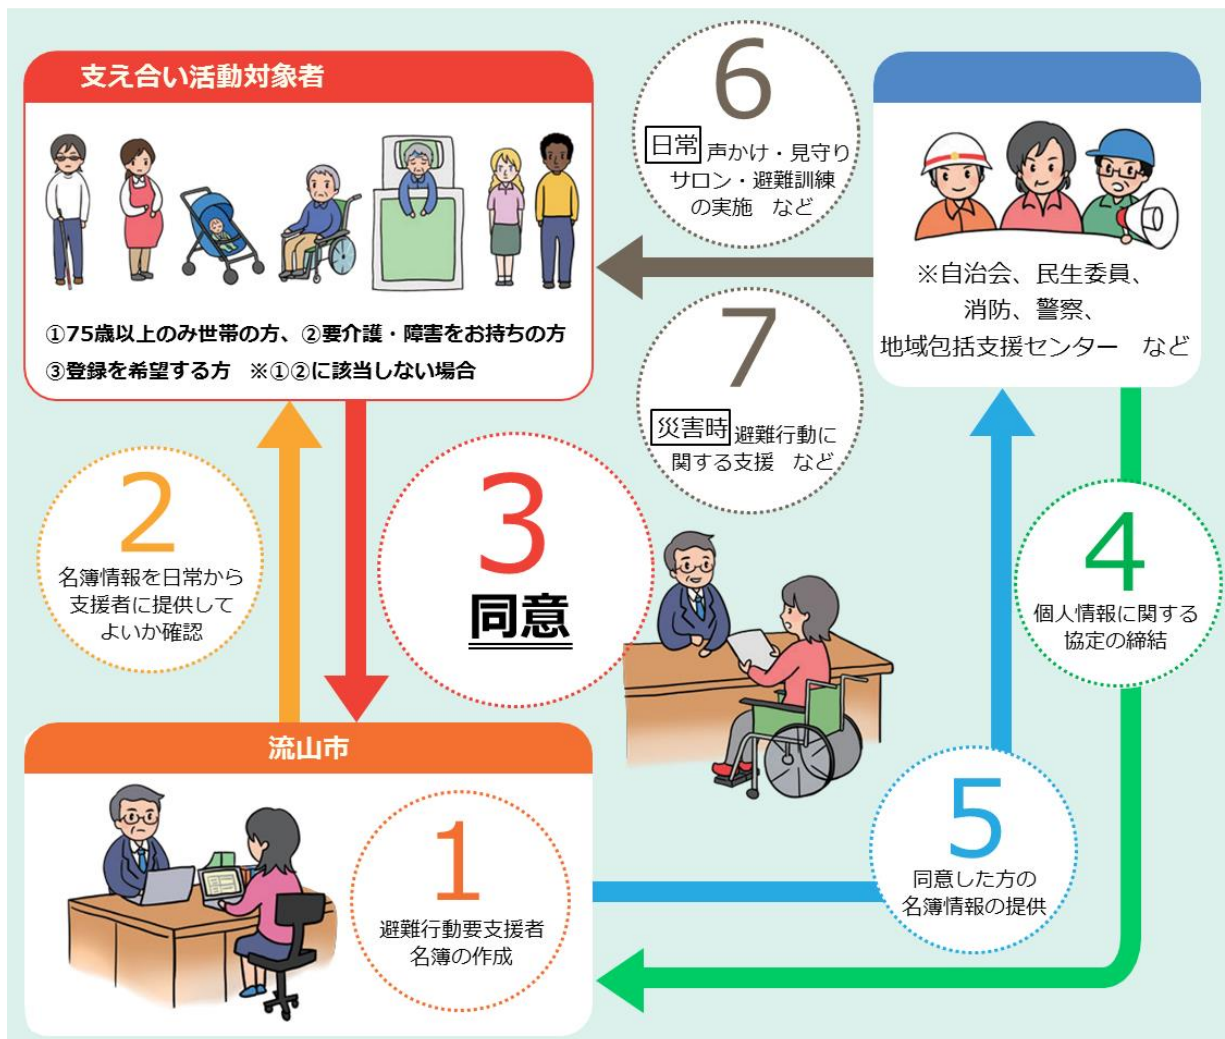 支え合い活動対象者
①75歳以上のみ世帯の方、②要介護・障害をお持ちの方
③登録を希望する方　※①②に該当しない場合
6
日常 声かけ・見守り
サロン・避難訓練
の実施　など
※自治会、民生委員、
消防、警察、
地域包括支援センター　など
7
災害時 避難行動に
関する支援　など
2
名簿情報を日常から
支援者に提供して
よいか確認
3
同意
4
個人情報に関する
協定の締結
流山市
1
避難行動要支援者
名簿の作成
5
同意した方の
名簿情報の提供